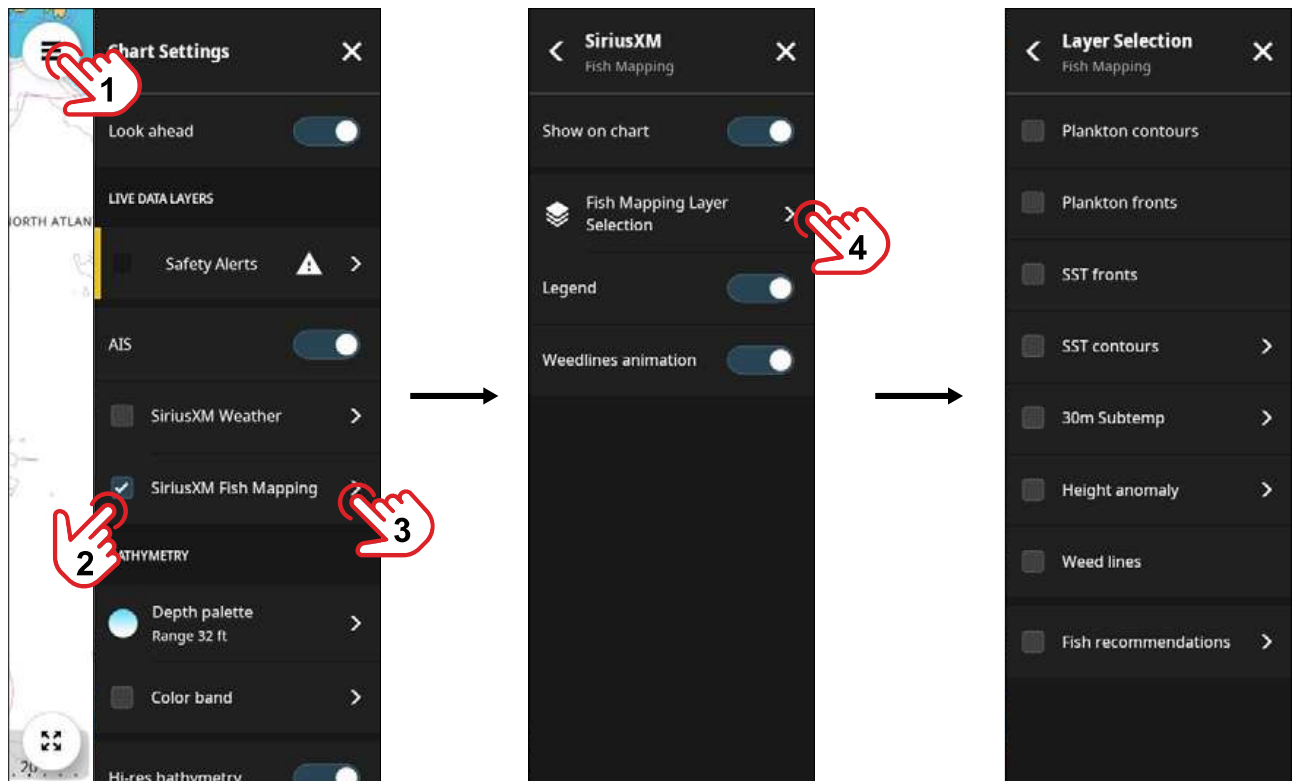 Chart Settings
1
Look ahead
LIVE DATA LAYERS
NORTH ATLAN
Safety Alerts
AIS
SiriusXM Weather
SiriusXM Fish Mapping
2
3
BATHYMETRY
Depth palette
Range 32 ft
Color band
Hi-res bathymetry
20
SiriusXM
Fish Mapping
Show on chart
Fish Mapping Layer
Selection
4
Legend
Weedlines animation
Layer Selection
Fish Mapping
Plankton contours
Plankton fronts
SST fronts
SST contours
30m Subtemp
Height anomaly
Weed lines
Fish recommendations